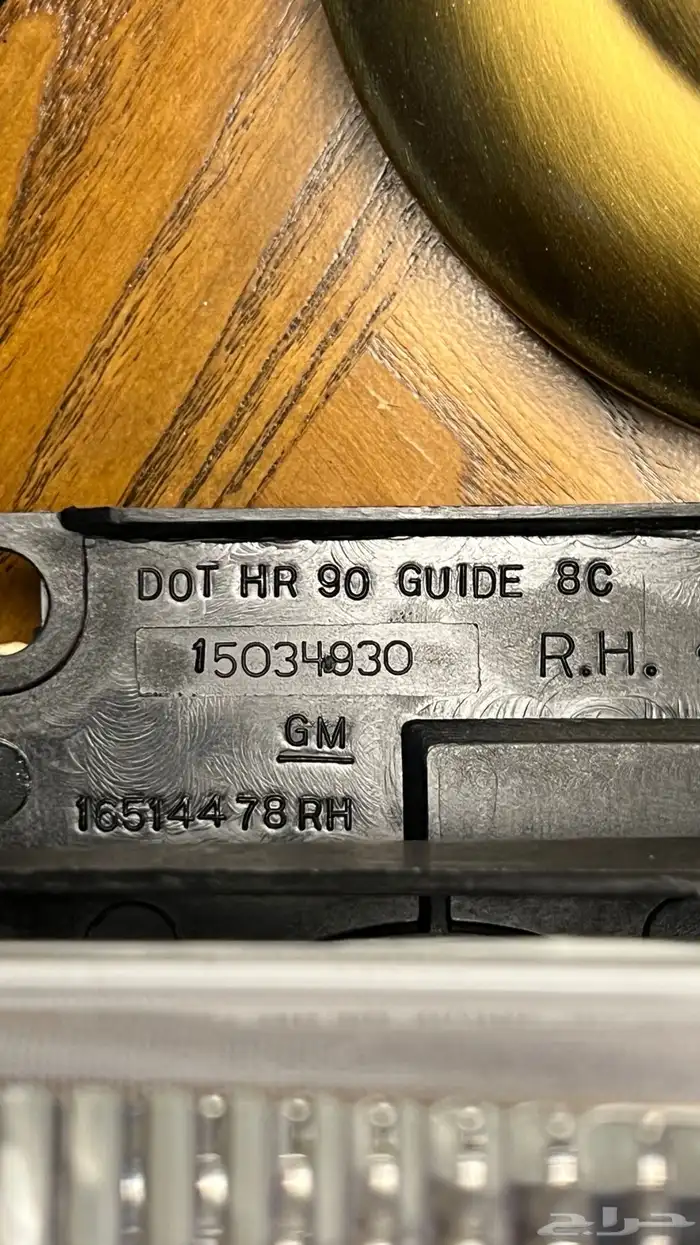 DOT HR 90 GUIDE 8C
15034930 R.H.
GM
16514478RH
حراج